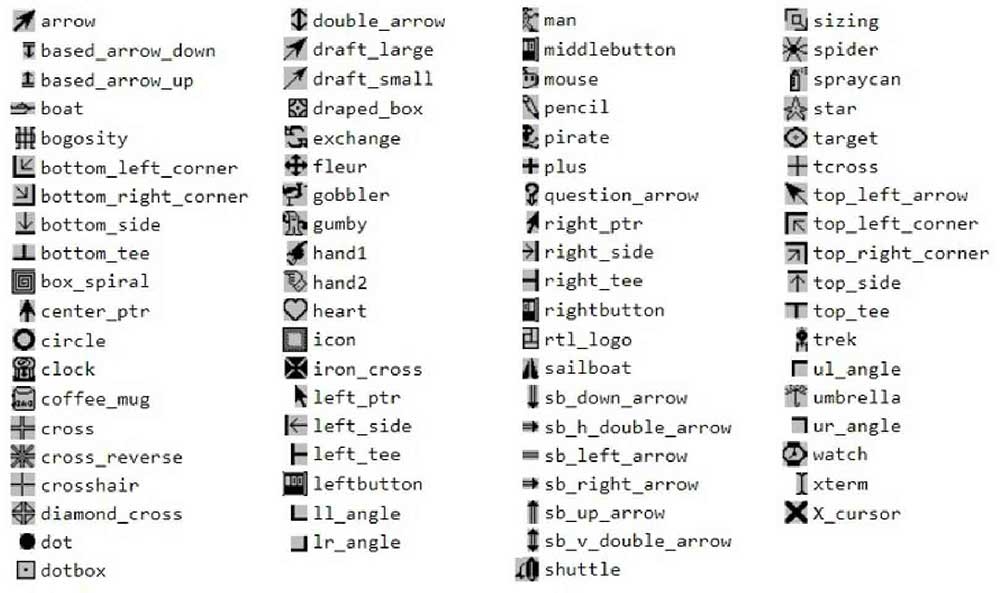 arrow
based_arrow_down
based_arrow_up
boat
bogosity
bottom_left_corner
bottom_right_corner
bottom_side
bottom_tee
box_spiral
center_ptr
circle
clock
coffee_mug
cross
cross_reverse
crosshair
diamond_cross
dot
dotbox
double_arrow
draft_large
draft_small
draped_box
exchange
fleur
gobbler
gumby
hand1
hand2
heart
icon
iron_cross
left_ptr
left_side
left_tee
leftbutton
ll_angle
lr_angle
man
middlebutton
mouse
pencil
pirate
plus
question_arrow
right_ptr
right_side
right_tee
rightbutton
rtl_logo
sailboat
sb_down_arrow
sb_h_double_arrow
sb_left_arrow
sb_right_arrow
sb_up_arrow
sb_v_double_arrow
shuttle
sizing
spider
spraycan
star
target
tcross
top_left_arrow
top_left_corner
top_right_corner
top_side
top_tee
trek
ul_angle
umbrella
ur_angle
watch
xterm
X_cursor